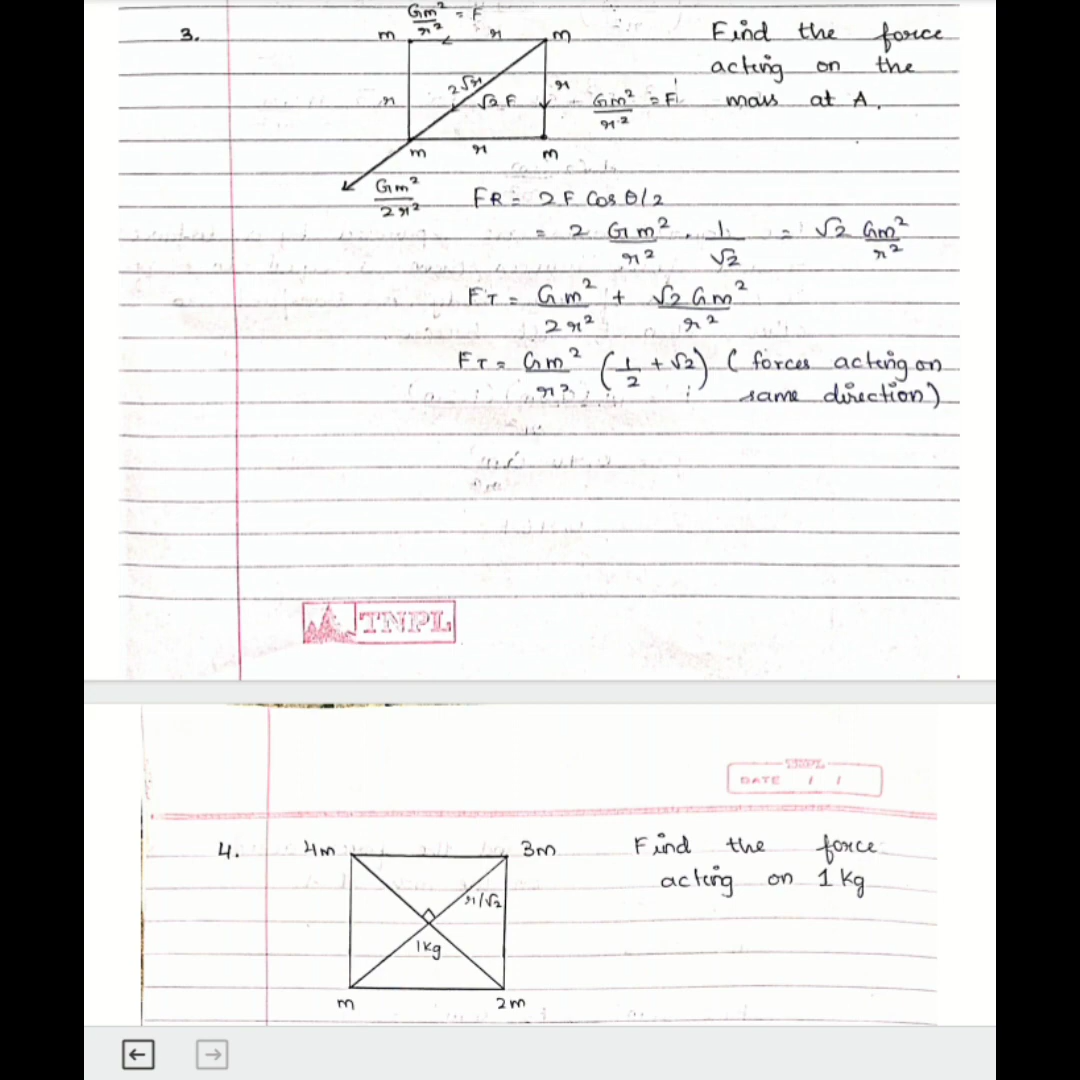 Gm²/r² = F
3. m r m Find the force
acting on the
r 2√r √2 F r Gm²/r² = F mass at A.
m r m
Gm²/2r² FR = 2F Cos θ/2
= 2 Gm²/r² . 1/√2 = √2 Gm²/r²
FT = Gm²/2r² + √2Gm²/r²
FT = Gm²/r² (1/2 + √2) (forces acting on
same direction)
TNPL
TNPL
DATE / /
4. 4m 3m Find the force
acting on 1 kg
r/√2
1kg
m 2m